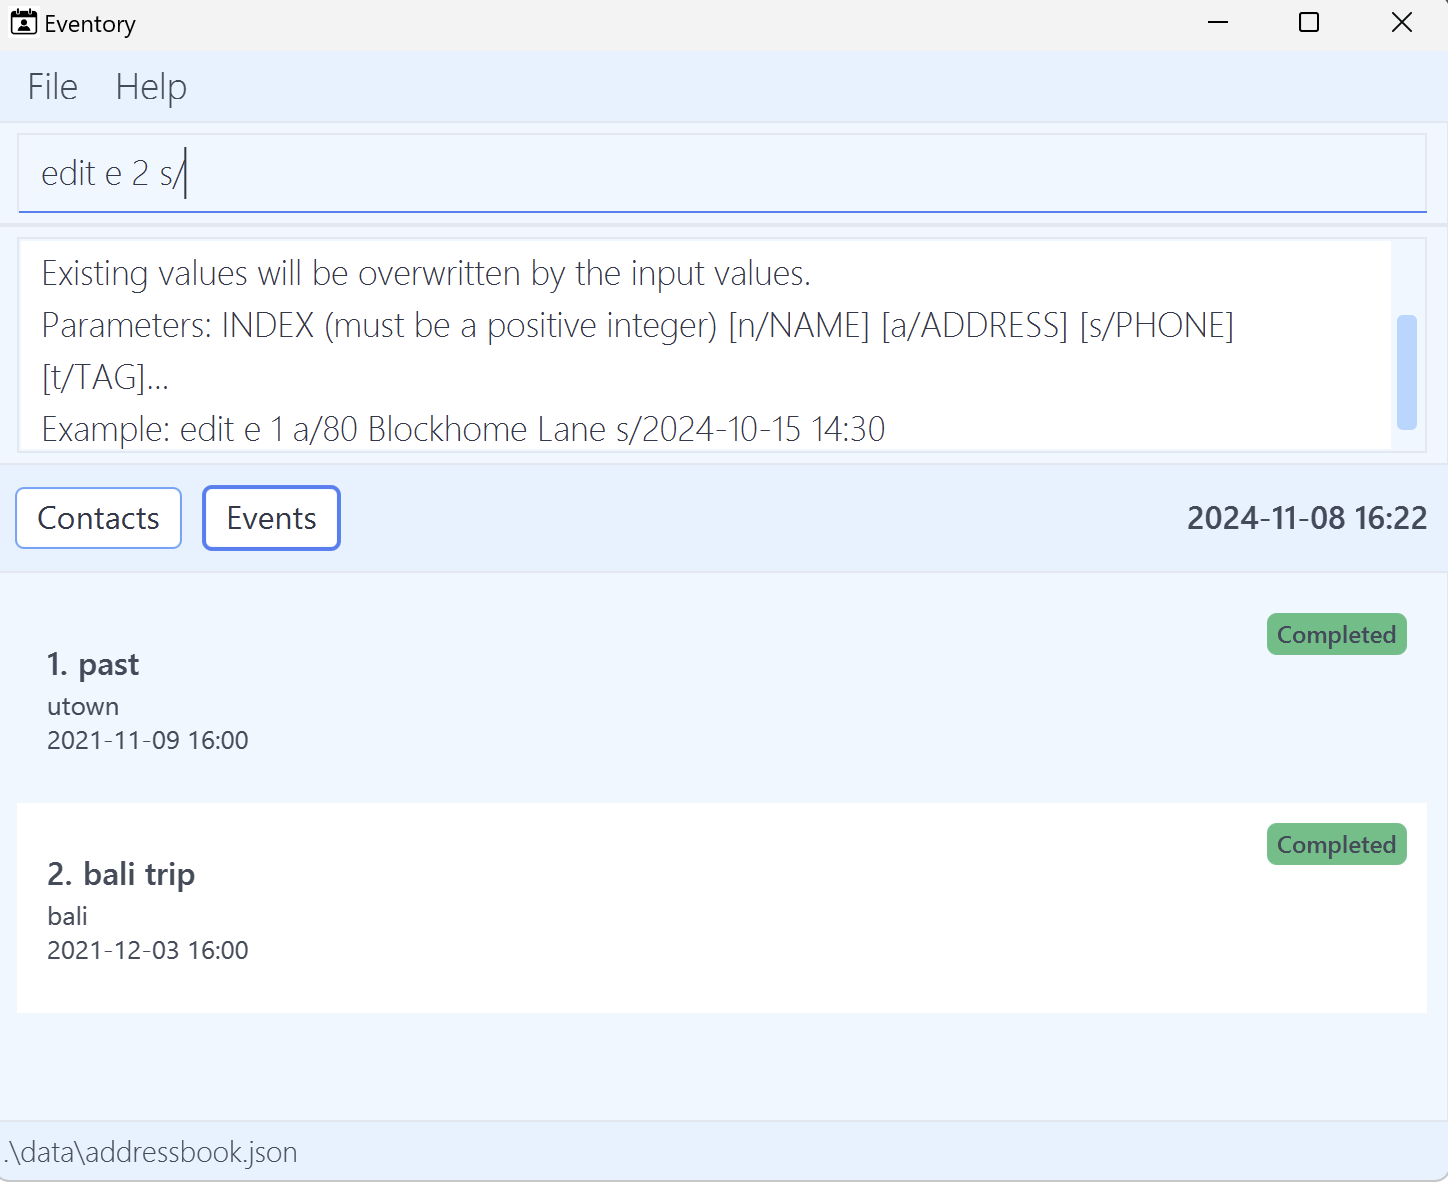 Eventory
File Help
edit e 2 s/
Existing values will be overwritten by the input values.
Parameters: INDEX (must be a positive integer) [n/NAME] [a/ADDRESS] [s/PHONE]
[t/TAG]...
Example: edit e 1 a/80 Blockhome Lane s/2024-10-15 14:30
Contacts Events 2024-11-08 16:22
Completed
1. past
utown
2021-11-09 16:00
Completed
2. bali trip
bali
2021-12-03 16:00
.\data\addressbook.json